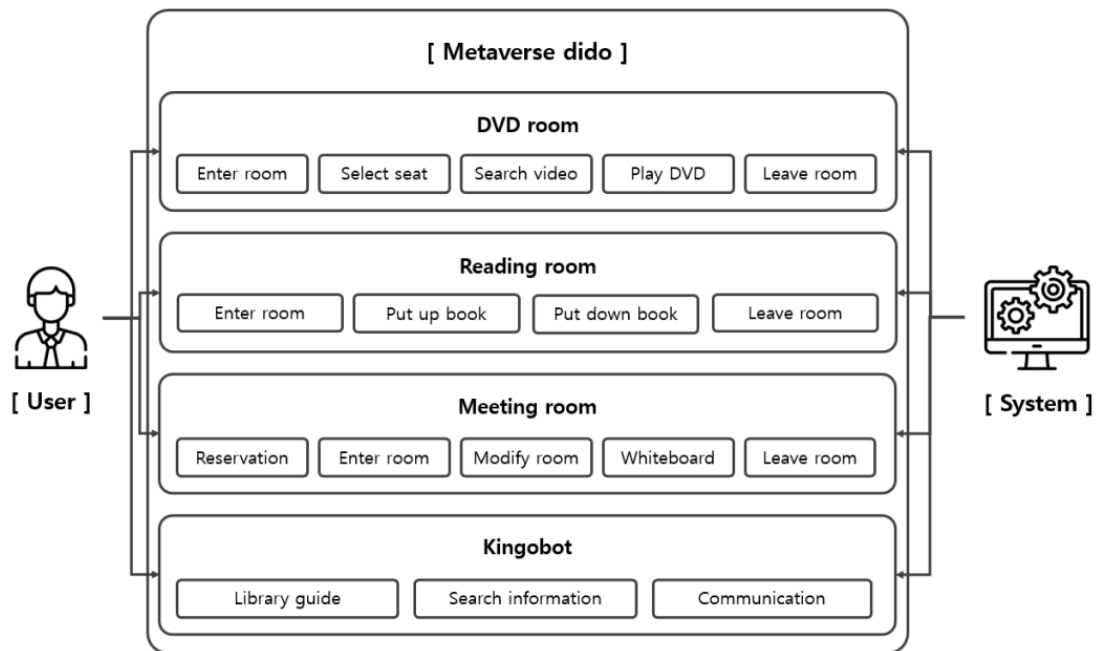 [ Metaverse dido ]
DVD room
Enter room Select seat Search video Play DVD Leave room
Reading room
Enter room Put up book Put down book Leave room
[ User ]
[ System ]
Meeting room
Reservation Enter room Modify room Whiteboard Leave room
Kingobot
Library guide Search information Communication